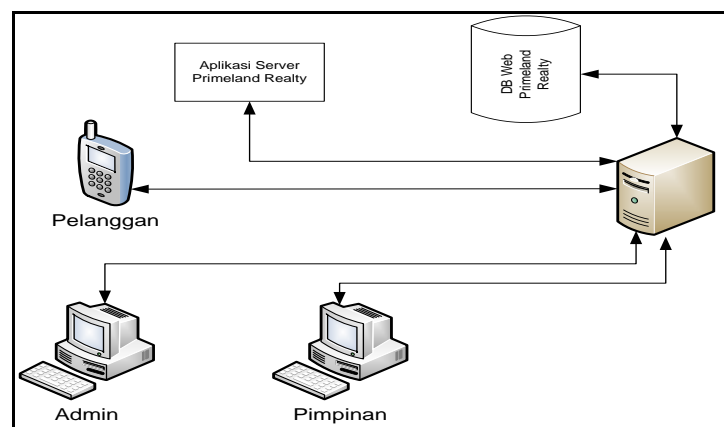 Aplikasi Server
Primeland Realty
DB Web
Primeland
Realty
Pelanggan
Admin
Pimpinan